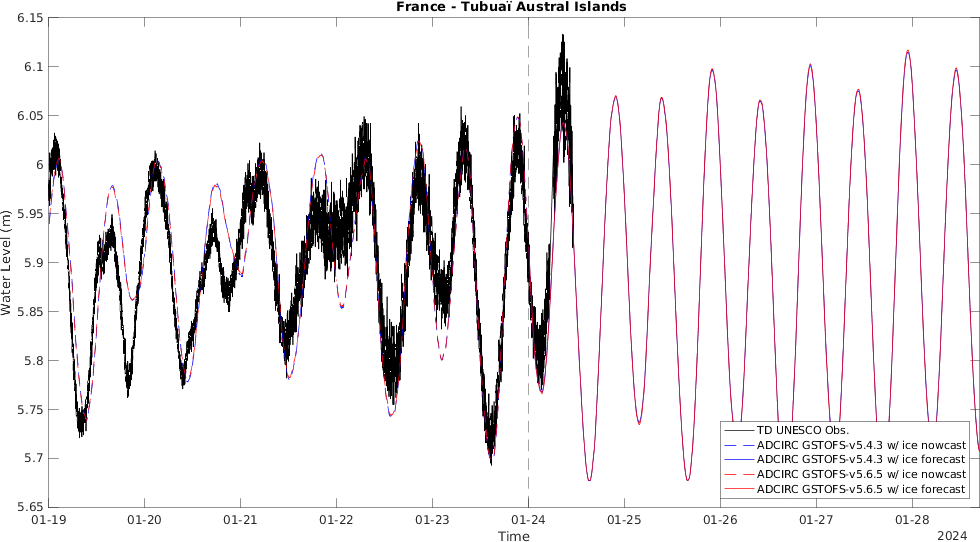 France - Tubuaï Austral Islands
6.15
6.1
6.05
6
5.95
5.9
5.85
5.8
5.75
5.7
5.65
Water Level (m)
TD UNESCO Obs.
ADCIRC GSTOFS-v5.4.3 w/ ice nowcast
ADCIRC GSTOFS-v5.4.3 w/ ice forecast
ADCIRC GSTOFS-v5.6.5 w/ ice nowcast
ADCIRC GSTOFS-v5.6.5 w/ ice forecast
01-19 01-20 01-21 01-22 01-23 01-24 01-25 01-26 01-27 01-28
Time
2024